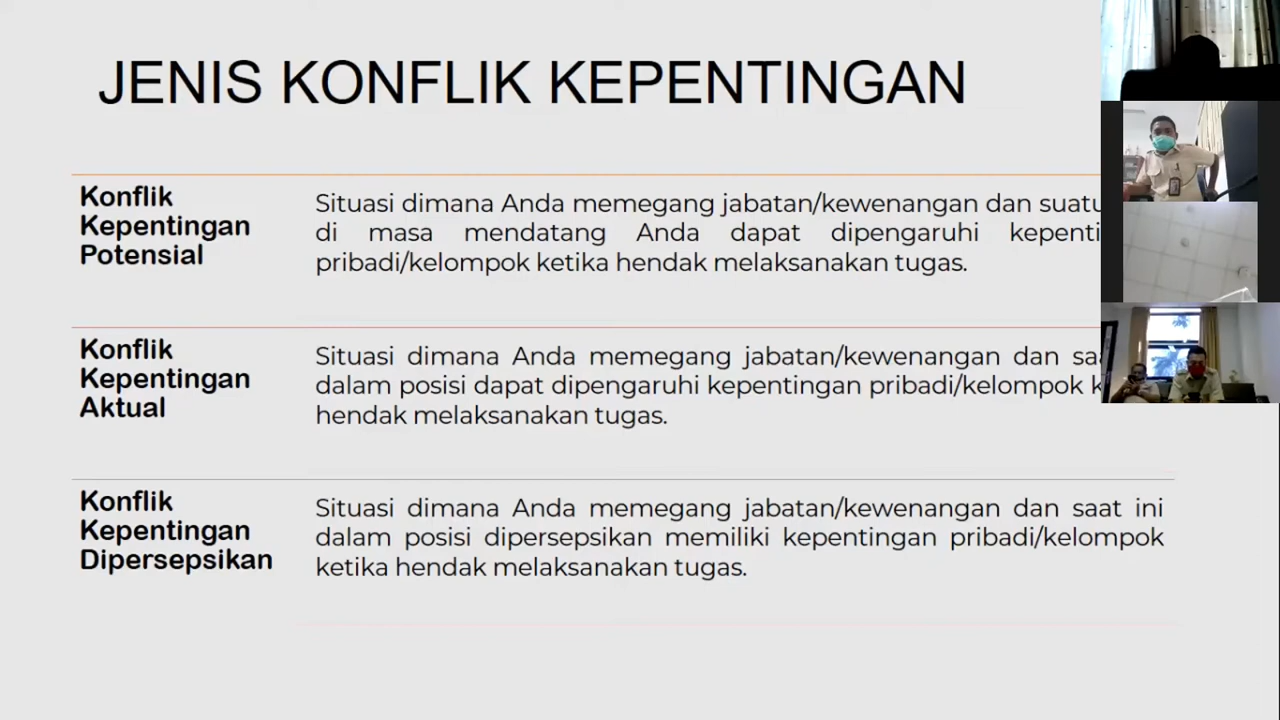 JENIS KONFLIK KEPENTINGAN
Konflik
Kepentingan
Potensial
Situasi dimana Anda memegang jabatan/kewenangan dan
di masa mendatang Anda dapat dipengaruhi
pribadi/kelompok ketika hendak melaksanakan tugas.
Konflik
Kepentingan
Aktual
Situasi dimana Anda memegang jabatan/kewenangan dan
dalam posisi dapat dipengaruhi kepentingan pribadi/kelompok
hendak melaksanakan tugas.
Konflik
Kepentingan
Dipersepsikan
Situasi dimana Anda memegang jabatan/kewenangan dan saat ini
dalam posisi dipersepsikan memiliki kepentingan pribadi/kelompok
ketika hendak melaksanakan tugas.